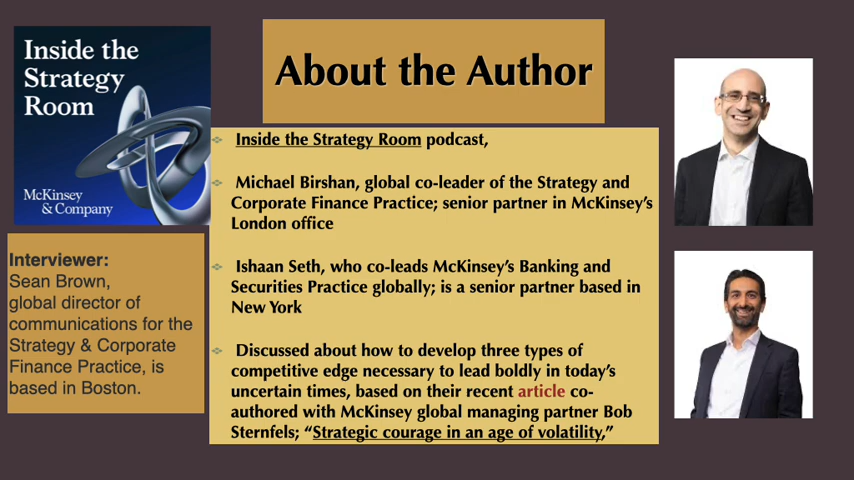 Inside the
Strategy
Room
McKinsey
& Company
About the Author
Inside the Strategy Room podcast,
Michael Birshan, global co-leader of the Strategy and
Corporate Finance Practice; senior partner in McKinsey’s
London office
Ishaan Seth, who co-leads McKinsey’s Banking and
Securities Practice globally; is a senior partner based in
New York
Discussed about how to develop three types of
competitive edge necessary to lead boldly in today’s
uncertain times, based on their recent article co-
authored with McKinsey global managing partner Bob
Sternfels; “Strategic courage in an age of volatility,”
Interviewer:
Sean Brown,
global director of
communications for the
Strategy & Corporate
Finance Practice, is
based in Boston.